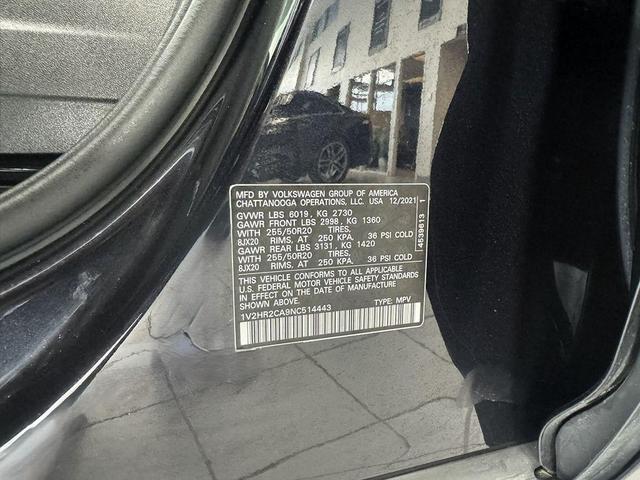 MFD BY VOLKSWAGEN GROUP OF AMERICA
CHATTANOOGA OPERATIONS, LLC. USA 12/2021
GVWR LBS 6019, KG 2730
GAWR FRONT LBS 2998, KG 1360
WITH 255/50R20 TIRES,
8JX20 RIMS, AT 250 KPA, 36 PSI COLD
GAWR REAR LBS 3131, KG 1420
WITH 255/50R20 TIRES,
8JX20 RIMS, AT 250 KPA 36 PSI COLD
THIS VEHICLE CONFORMS TO ALL APPLICABLE
U.S. FEDERAL MOTOR VEHICLE SAFETY STANDARDS
IN EFFECT ON THE DATE OF MANUFACTURE
SHOWN ABOVE.
TYPE: MPV
1V2HR2CA9NC514443
4539613 1